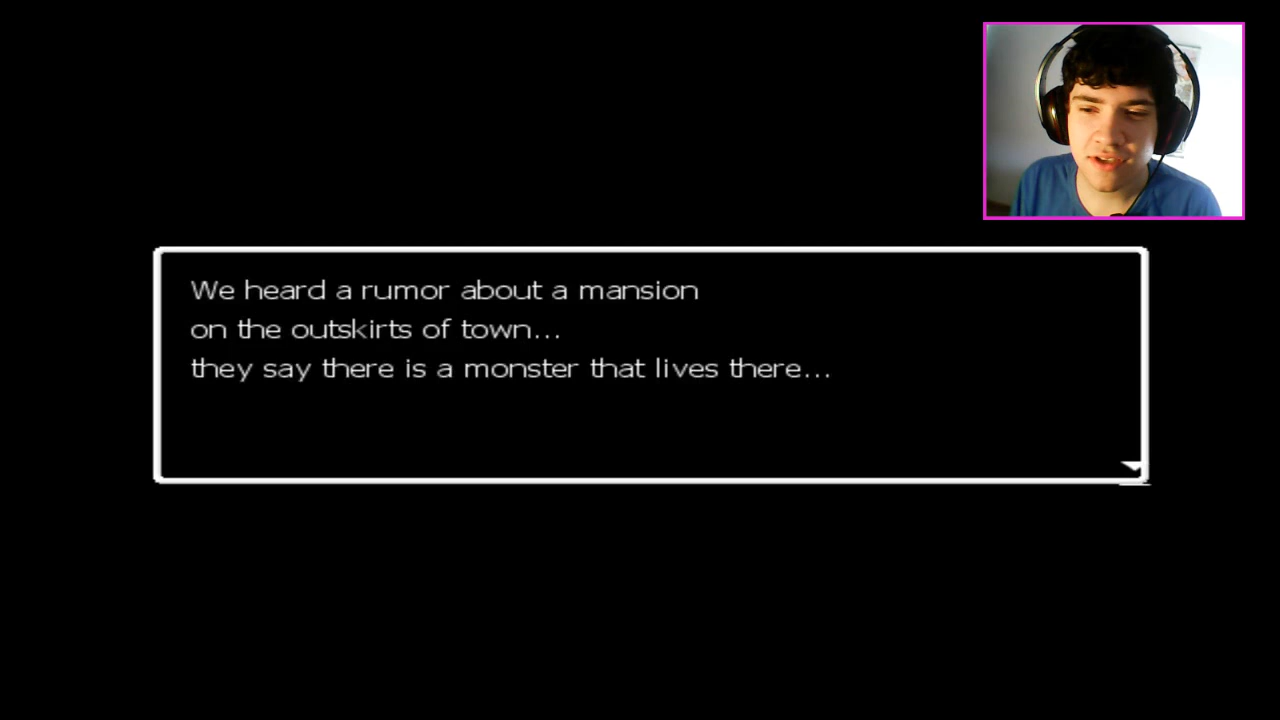 We heard a rumor about a mansion
on the outskirts of town...
they say there is a monster that lives there...